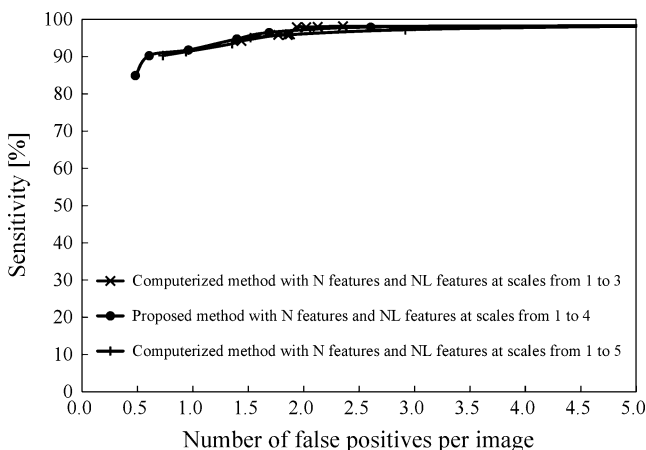 100
90
80
70
60
50
40
30
20
10
0
Sensitivity [%]
Computerized method with N features and NL features at scales from 1 to 3
Proposed method with N features and NL features at scales from 1 to 4
Computerized method with N features and NL features at scales from 1 to 5
0.0 0.5 1.0 1.5 2.0 2.5 3.0 3.5 4.0 4.5 5.0
Number of false positives per image